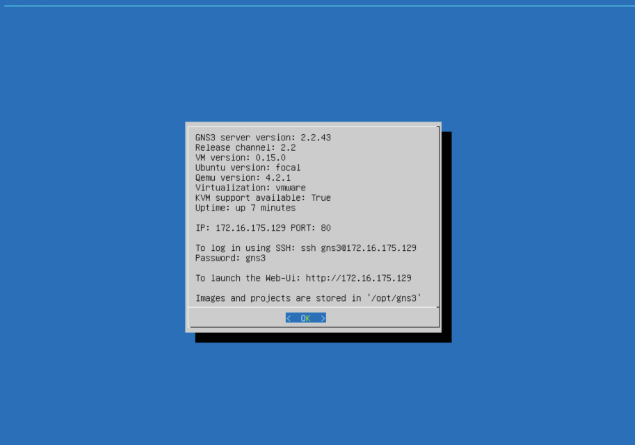 GNS3 server version: 2.2.43
Release channel: 2.2
VM version: 0.15.0
Ubuntu version: focal
Qemu version: 4.2.1
Virtualization: vmware
KVM support available: True
Uptime: up 7 minutes
IP: 172.16.175.129 PORT: 80
To log in using SSH: ssh gns3@172.16.175.129
Password: gns3
To launch the Web-Ui: http://172.16.175.129
Images and projects are stored in '/opt/gns3'
< OK >